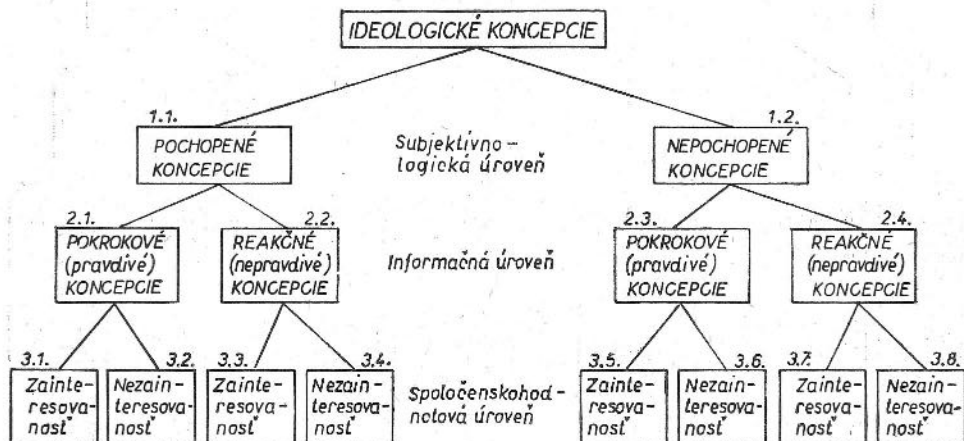 IDEOLOGICKÉ KONCEPCIE
1.1.
POCHOPENÉ
KONCEPCIE
Subjektívno-
logická úroveň
1.2.
NEPOCHOPENÉ
KONCEPCIE
2.1.
POKROKOVÉ
(pravdivé)
KONCEPCIE
2.2.
REAKČNÉ
(nepravdivé)
KONCEPCIE
Informačná úroveň
2.3.
POKROKOVÉ
(pravdivé)
KONCEPCIE
2.4.
REAKČNÉ
(nepravdivé)
KONCEPCIE
3.1.
Zainte-
resova-
nosť
3.2.
Nezain-
teresova-
nosť
3.3.
Zainte-
resova-
nosť
3.4.
Nezain-
teresova-
nosť
Spoločenskohod-
notová úroveň
3.5.
Zainte-
resova-
nosť
3.6.
Nezain-
teresova-
nosť
3.7.
Zainte-
resova-
nosť
3.8.
Nezain-
teresova-
nosť